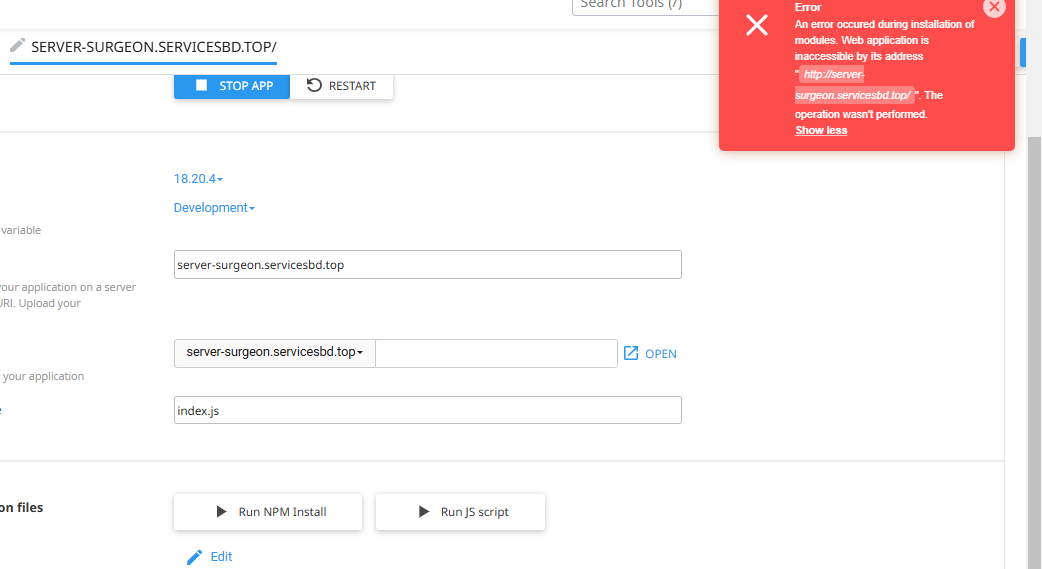 Search Tools (/)
Error
An error occured during installation of
modules. Web application is
inaccessible by its address
"http://server-
surgeon.servicesbd.top/". The
operation wasn't performed.
Show less
SERVER-SURGEON.SERVICESBD.TOP/
STOP APP
RESTART
18.20.4
Development
variable
server-surgeon.servicesbd.top
our application on a server
URI. Upload your
server-surgeon.servicesbd.top
OPEN
your application
index.js
on files
Run NPM Install
Run JS script
Edit